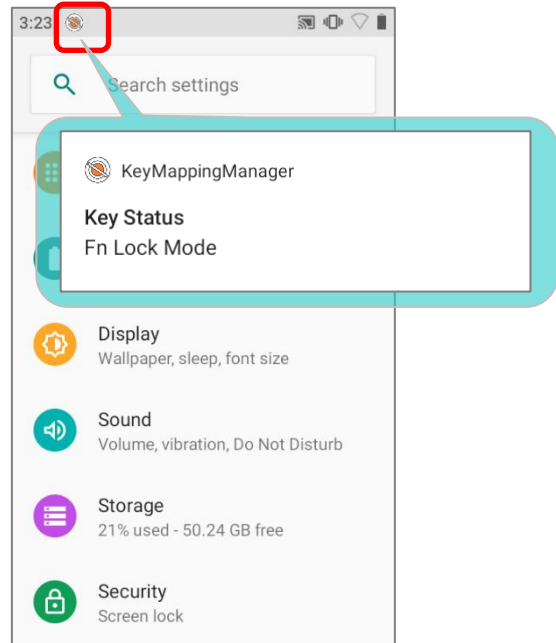 3:23
Search settings
KeyMappingManager
Key Status
Fn Lock Mode
Display
Wallpaper, sleep, font size
Sound
Volume, vibration, Do Not Disturb
Storage
21% used - 50.24 GB free
Security
Screen lock